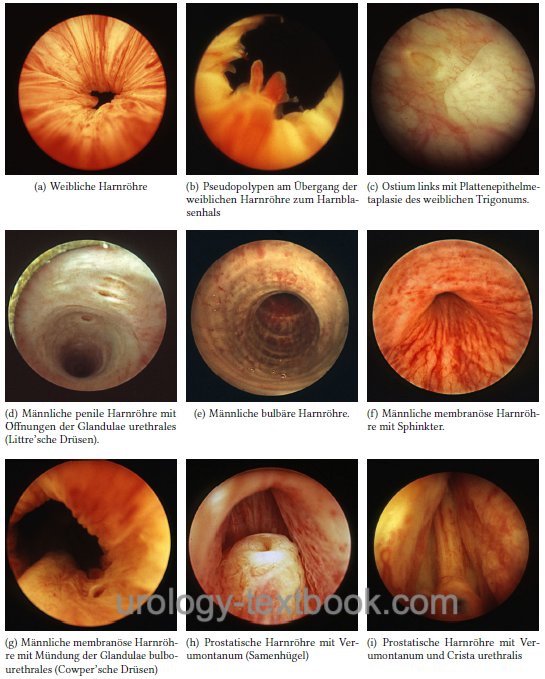 (a) Weibliche Harnröhre
(b) Pseudopolypen am Übergang der
weiblichen Harnröhre zum Harnbla-
senhals
(c) Ostium links mit Plattenepithelme-
taplasie des weiblichen Trigonums.
(d) Männliche penile Harnröhre mit
Öffnungen der Glandulae urethrales
(Littre'sche Drüsen).
(e) Männliche bulbäre Harnröhre.
(f) Männliche membranöse Harnröh-
re mit Sphinkter.
urology-textbook.com
(g) Männliche membranöse Harnröh-
re mit Mündung der Glandulae bulbo-
urethrales (Cowper'sche Drüsen)
(h) Prostatische Harnröhre mit Ver-
umontanum (Samenhügel)
(i) Prostatische Harnröhre mit Ver-
umontanum und Crista urethralis